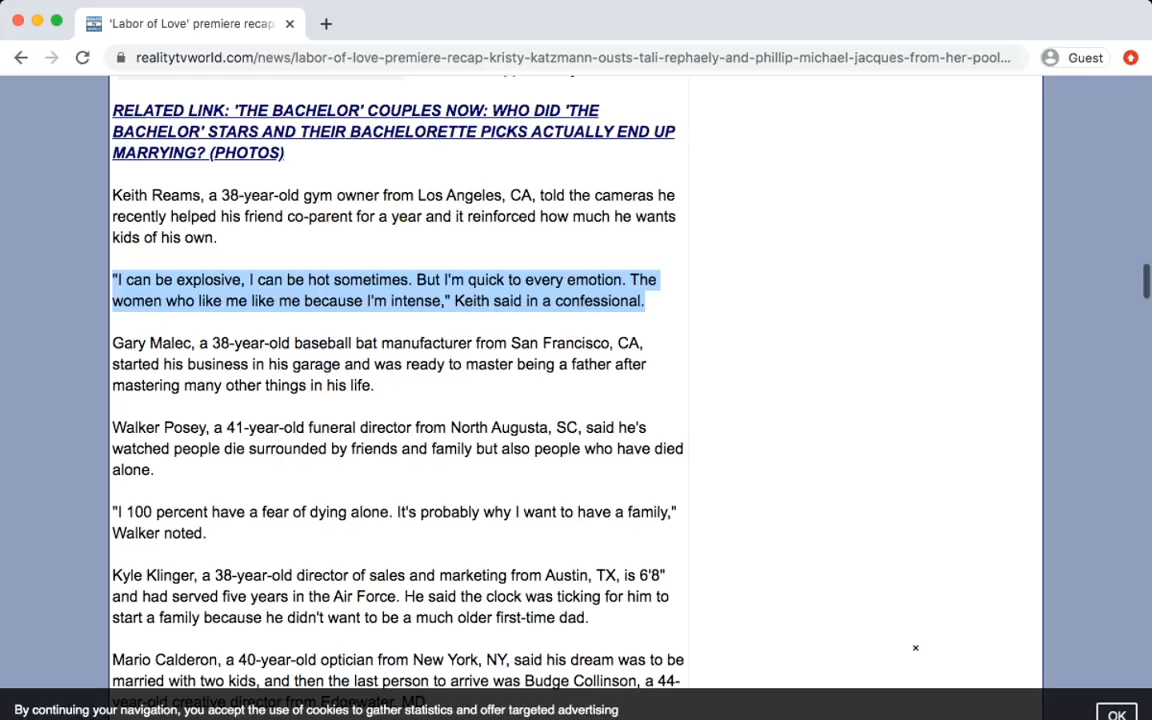 'Labor of Love' premiere recap
realitytvworld.com/news/labor-of-love-premiere-recap-kristy-katzmann-ousts-tali-rephaely-and-phillip-michael-jacques-from-her-pool...
Guest
RELATED LINK: 'THE BACHELOR' COUPLES NOW: WHO DID 'THE
BACHELOR' STARS AND THEIR BACHELORETTE PICKS ACTUALLY END UP
MARRYING? (PHOTOS)
Keith Reams, a 38-year-old gym owner from Los Angeles, CA, told the cameras he
recently helped his friend co-parent for a year and it reinforced how much he wants
kids of his own.
"I can be explosive, I can be hot sometimes. But I'm quick to every emotion. The
women who like me like me because I'm intense," Keith said in a confessional.
Gary Malec, a 38-year-old baseball bat manufacturer from San Francisco, CA,
started his business in his garage and was ready to master being a father after
mastering many other things in his life.
Walker Posey, a 41-year-old funeral director from North Augusta, SC, said he's
watched people die surrounded by friends and family but also people who have died
alone.
"I 100 percent have a fear of dying alone. It's probably why I want to have a family,"
Walker noted.
Kyle Klinger, a 38-year-old director of sales and marketing from Austin, TX, is 6'8"
and had served five years in the Air Force. He said the clock was ticking for him to
start a family because he didn't want to be a much older first-time dad.
Mario Calderon, a 40-year-old optician from New York, NY, said his dream was to be
married with two kids, and then the last person to arrive was Budge Collinson, a 44-
year-old creative director from Edgewater, MD.
By continuing your navigation, you accept the use of cookies to gather statistics and offer targeted advertising
OK